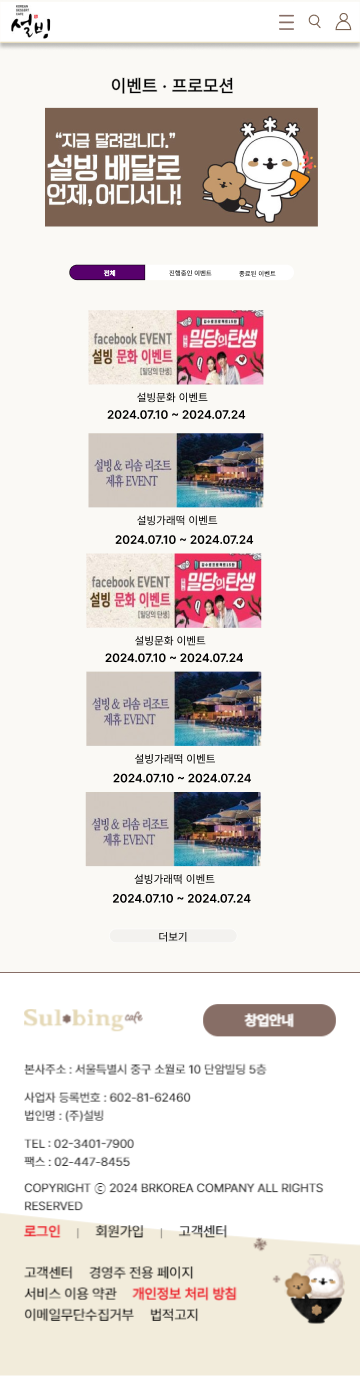 KOREAN
DESSERT
CAFE
설빙
이벤트 · 프로모션
“지금 달려갑니다.”
설빙 배달로
언제, 어디서나!
전체
진행중인 이벤트
종료된 이벤트
facebook EVENT
설빙 문화 이벤트
[밀당의 탄생]
밀당의탄생
설빙문화 이벤트
2024.07.10 ~ 2024.07.24
설빙 & 리솜 리조트
제휴 EVENT
설빙가래떡 이벤트
2024.07.10 ~ 2024.07.24
facebook EVENT
설빙 문화 이벤트
[밀당의 탄생]
밀당의탄생
설빙문화 이벤트
2024.07.10 ~ 2024.07.24
설빙 & 리솜 리조트
제휴 EVENT
설빙가래떡 이벤트
2024.07.10 ~ 2024.07.24
설빙 & 리솜 리조트
제휴 EVENT
설빙가래떡 이벤트
2024.07.10 ~ 2024.07.24
더보기
Sulbing cafe
창업안내
본사주소 : 서울특별시 중구 소월로 10 단암빌딩 5층
사업자 등록번호 : 602-81-62460
법인명 : (주)설빙
TEL : 02-3401-7900
팩스 : 02-447-8455
COPYRIGHT ⓒ 2024 BRKOREA COMPANY ALL RIGHTS
RESERVED
로그인 | 회원가입 | 고객센터
고객센터 경영주 전용 페이지
서비스 이용 약관 개인정보 처리 방침
이메일무단수집거부 법적고지